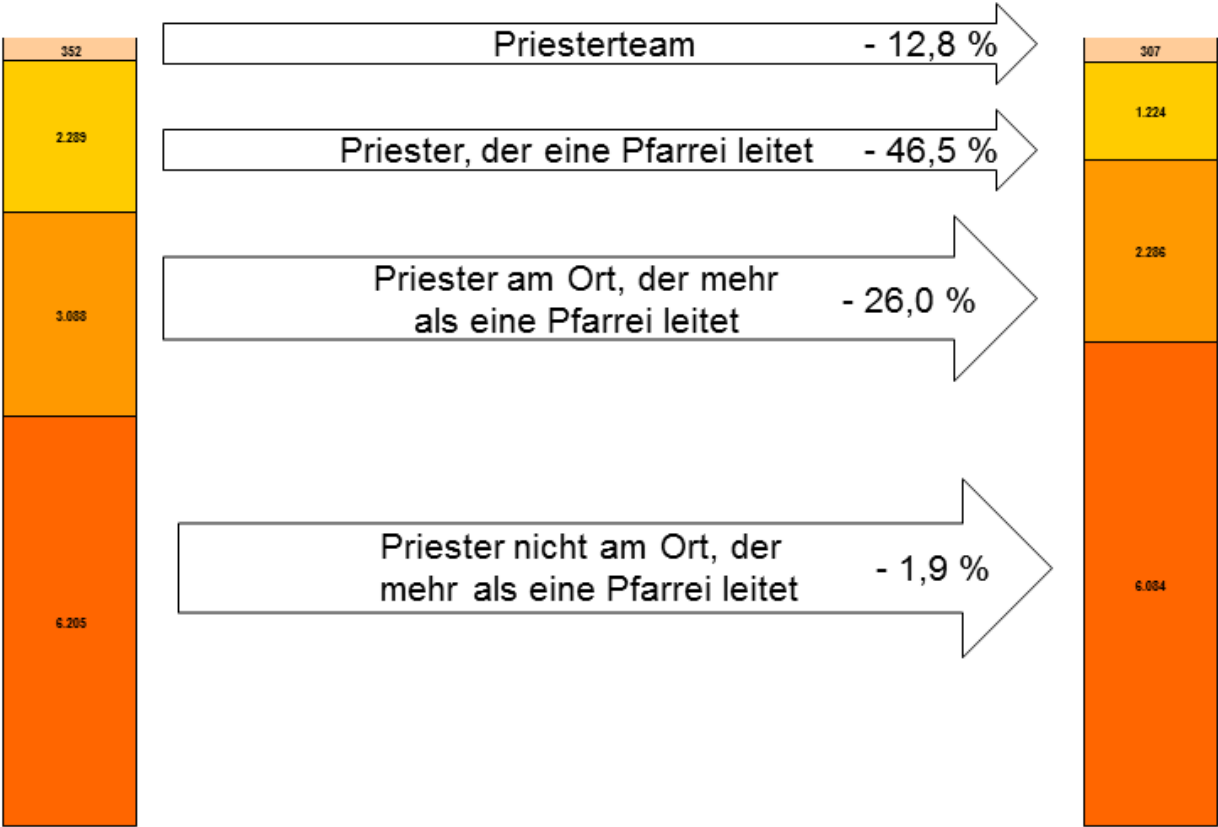 352
Priesterteam - 12,8 %
307
2.289
Priester, der eine Pfarrei leitet - 46,5 %
1.224
3.088
Priester am Ort, der mehr
als eine Pfarrei leitet
- 26,0 %
2.286
6.205
Priester nicht am Ort, der
mehr als eine Pfarrei leitet
- 1,9 %
6.084